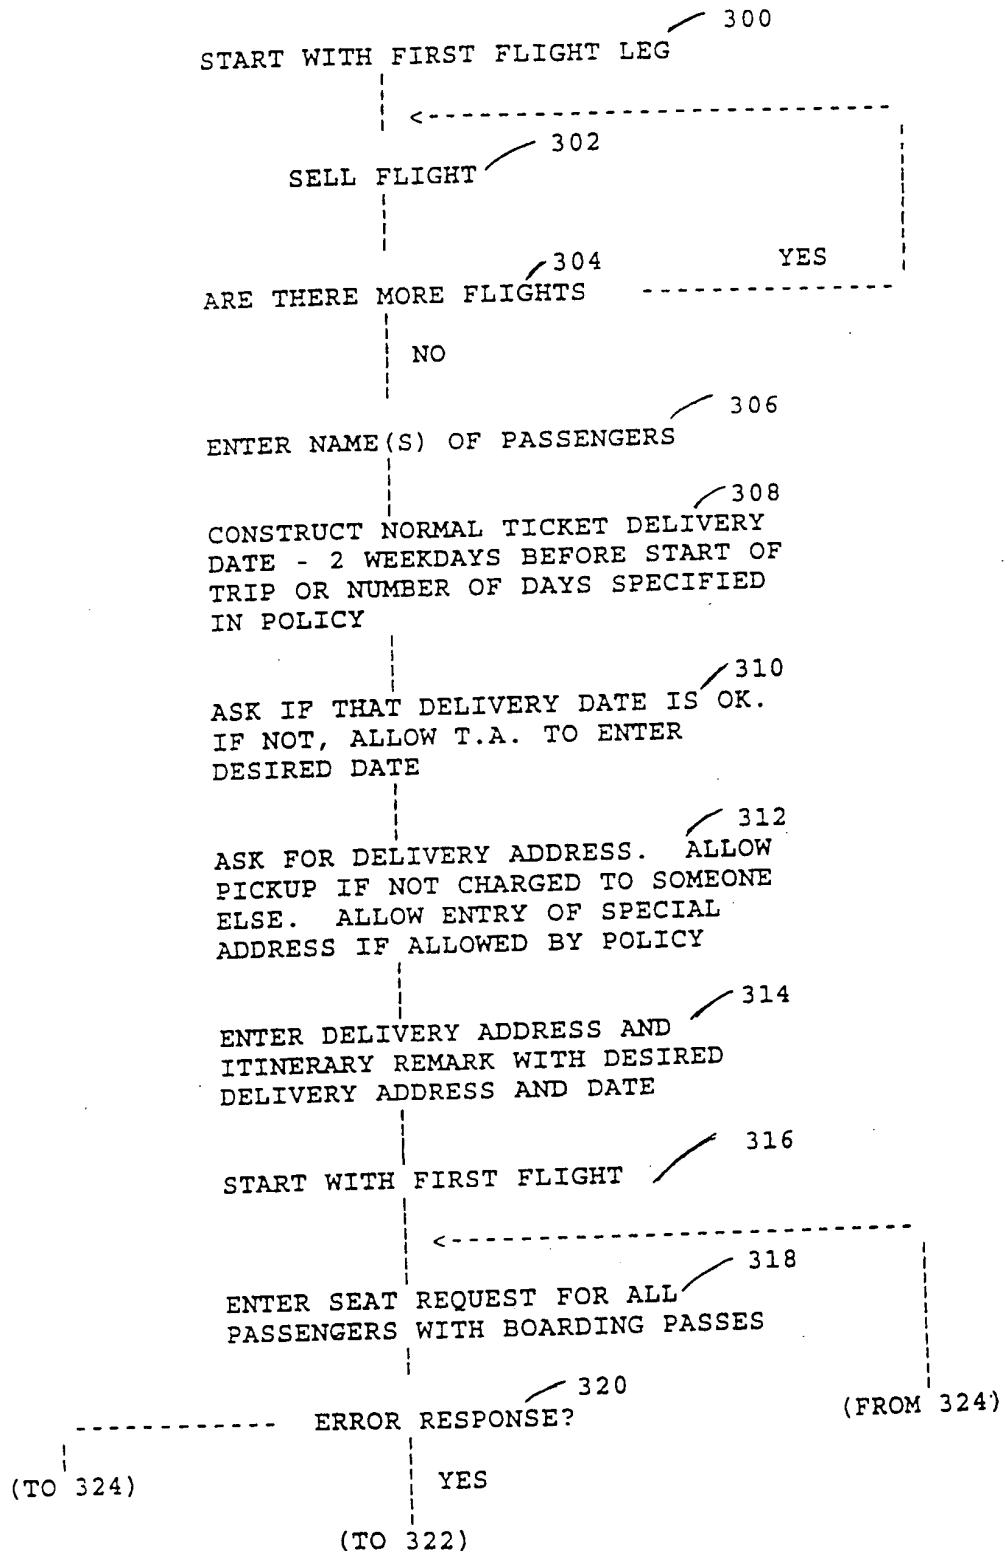 300
START WITH FIRST FLIGHT LEG
302
SELL FLIGHT
304
YES
ARE THERE MORE FLIGHTS
NO
306
ENTER NAME(S) OF PASSENGERS
308
CONSTRUCT NORMAL TICKET DELIVERY
DATE - 2 WEEKDAYS BEFORE START OF
TRIP OR NUMBER OF DAYS SPECIFIED
IN POLICY
310
ASK IF THAT DELIVERY DATE IS OK.
IF NOT, ALLOW T.A. TO ENTER
DESIRED DATE
312
ASK FOR DELIVERY ADDRESS. ALLOW
PICKUP IF NOT CHARGED TO SOMEONE
ELSE. ALLOW ENTRY OF SPECIAL
ADDRESS IF ALLOWED BY POLICY
314
ENTER DELIVERY ADDRESS AND
ITINERARY REMARK WITH DESIRED
DELIVERY ADDRESS AND DATE
316
START WITH FIRST FLIGHT
318
ENTER SEAT REQUEST FOR ALL
PASSENGERS WITH BOARDING PASSES
320
ERROR RESPONSE?
(FROM 324)
(TO 324)
YES
(TO 322)